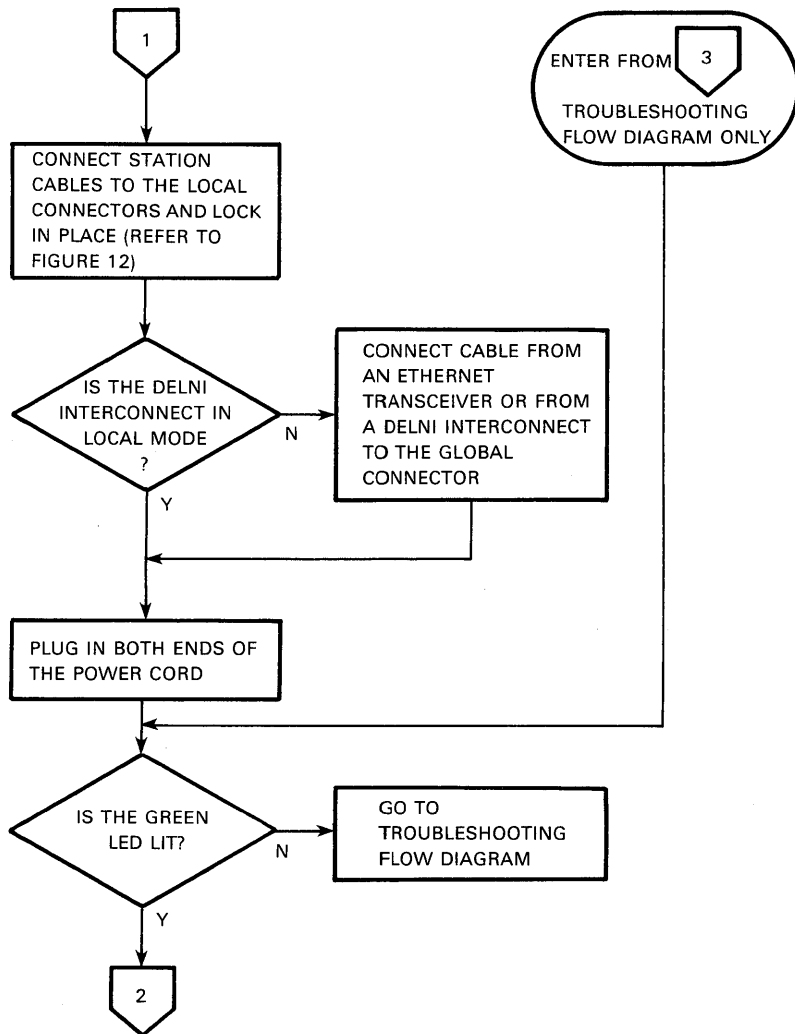 1
ENTER FROM 3
TROUBLESHOOTING
FLOW DIAGRAM ONLY
CONNECT STATION
CABLES TO THE LOCAL
CONNECTORS AND LOCK
IN PLACE (REFER TO
FIGURE 12)
IS THE DELNI
INTERCONNECT IN
LOCAL MODE
?
N
Y
CONNECT CABLE FROM
AN ETHERNET
TRANSCEIVER OR FROM
A DELNI INTERCONNECT
TO THE GLOBAL
CONNECTOR
PLUG IN BOTH ENDS OF
THE POWER CORD
IS THE GREEN
LED LIT?
N
Y
GO TO
TROUBLESHOOTING
FLOW DIAGRAM
2